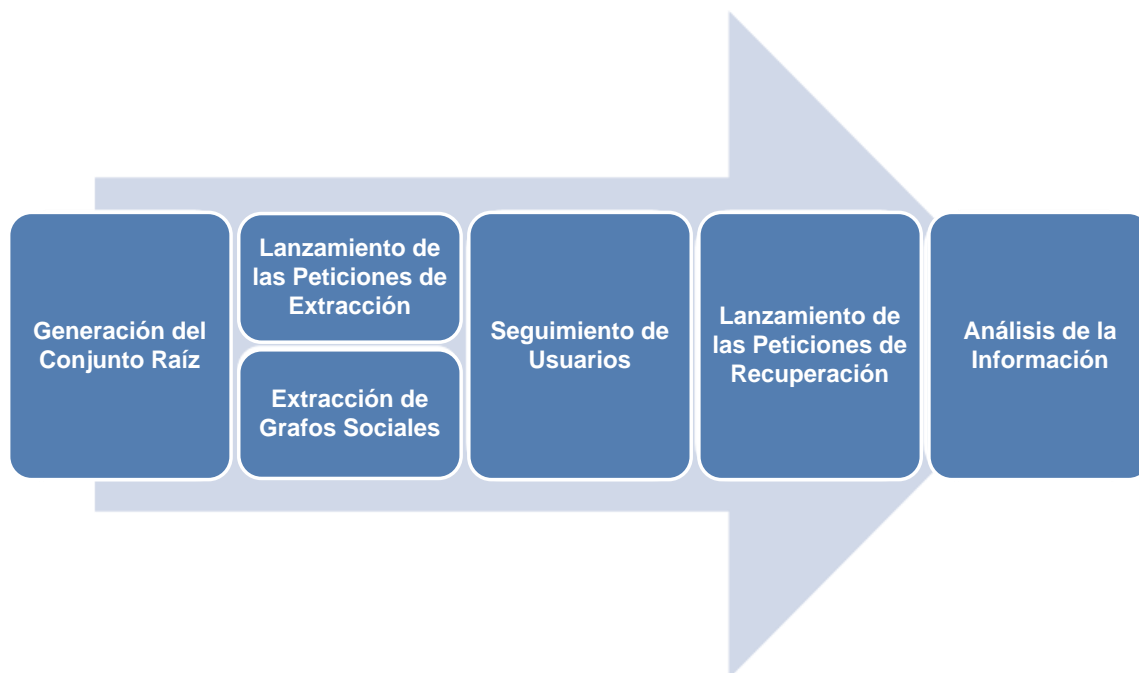 Generación del
Conjunto Raíz
Lanzamiento de
las Peticiones de
Extracción
Extracción de
Grafos Sociales
Seguimiento de
Usuarios
Lanzamiento de
las Peticiones de
Recuperación
Análisis de la
Información